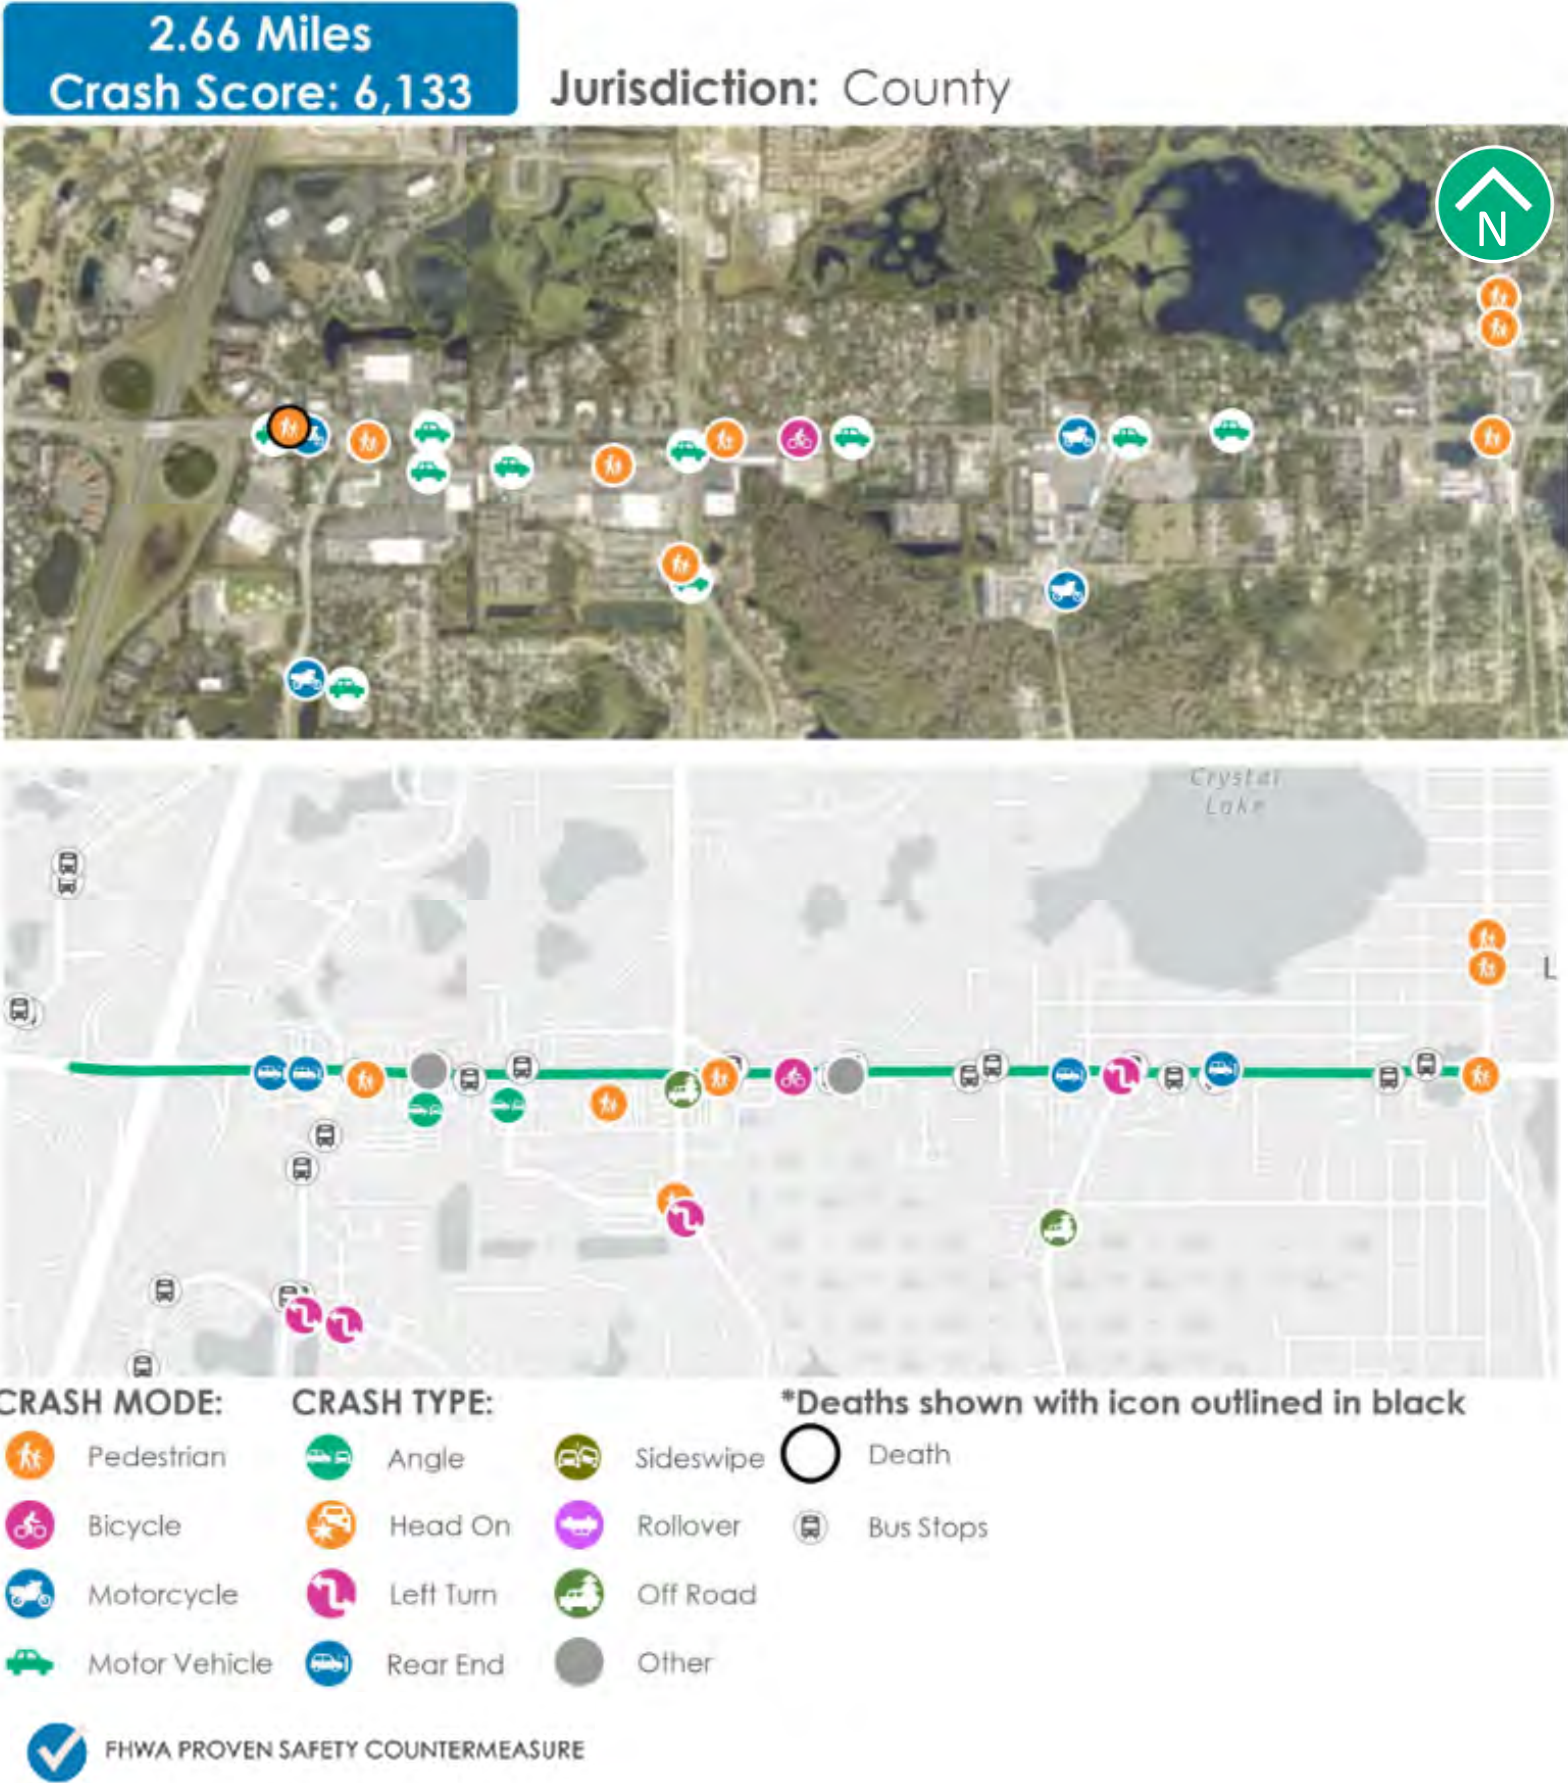 2.66 Miles
Crash Score: 6,133
Jurisdiction: County
N
Crystal
Lake
L
CRASH MODE:
Pedestrian
Bicycle
Motorcycle
Motor Vehicle
CRASH TYPE:
Angle
Head On
Left Turn
Rear End
Sideswipe
Rollover
Off Road
Other
*Deaths shown with icon outlined in black
Death
Bus Stops
FHWA PROVEN SAFETY COUNTERMEASURE